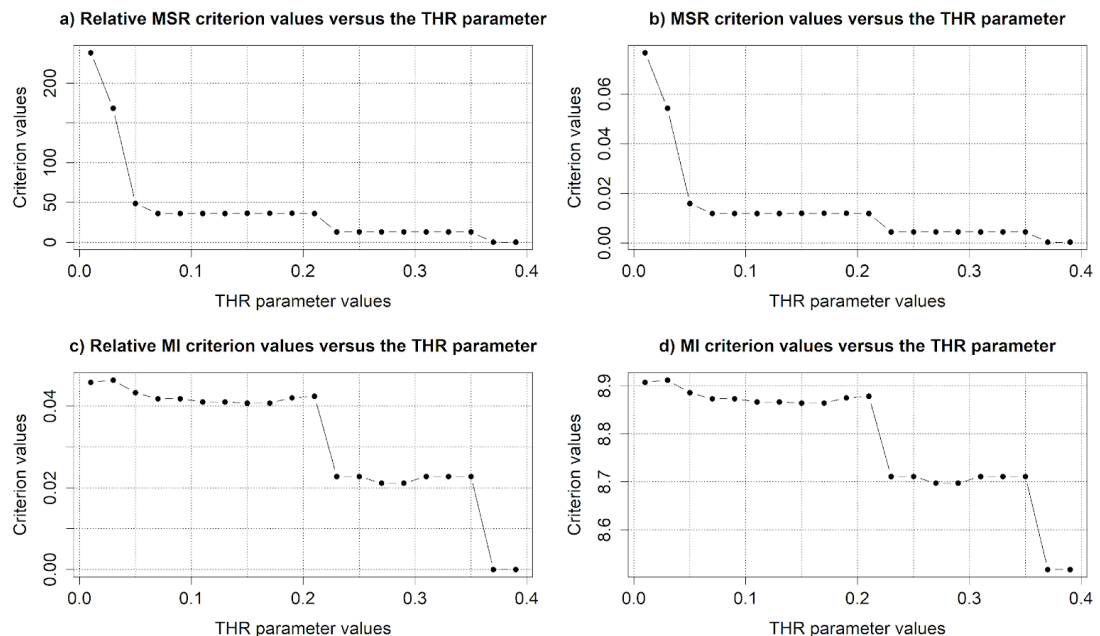 a) Relative MSR criterion values versus the THR parameter
Criterion values
200
100
50
0
0.0 0.1 0.2 0.3 0.4
THR parameter values
b) MSR criterion values versus the THR parameter
Criterion values
0.06
0.04
0.02
0.00
0.0 0.1 0.2 0.3 0.4
THR parameter values
c) Relative MI criterion values versus the THR parameter
Criterion values
0.04
0.02
0.00
0.0 0.1 0.2 0.3 0.4
THR parameter values
d) MI criterion values versus the THR parameter
Criterion values
8.9
8.8
8.7
8.6
0.0 0.1 0.2 0.3 0.4
THR parameter values